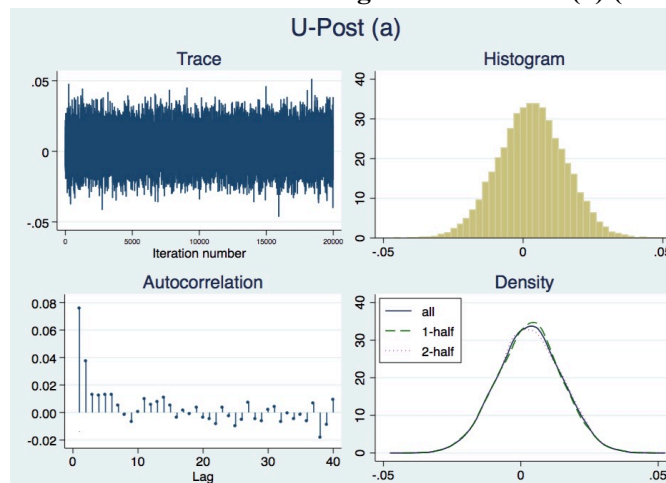 U-Post (a)
Trace
.05
0
-.05
0 5000 10000 15000 20000
Iteration number
Histogram
40
30
20
10
0
-.05 0 .05
Autocorrelation
0.08
0.06
0.04
0.02
0.00
-0.02
0 10 20 30 40
Lag
Density
all
1-half
2-half
40
30
20
10
0
-.05 0 .05